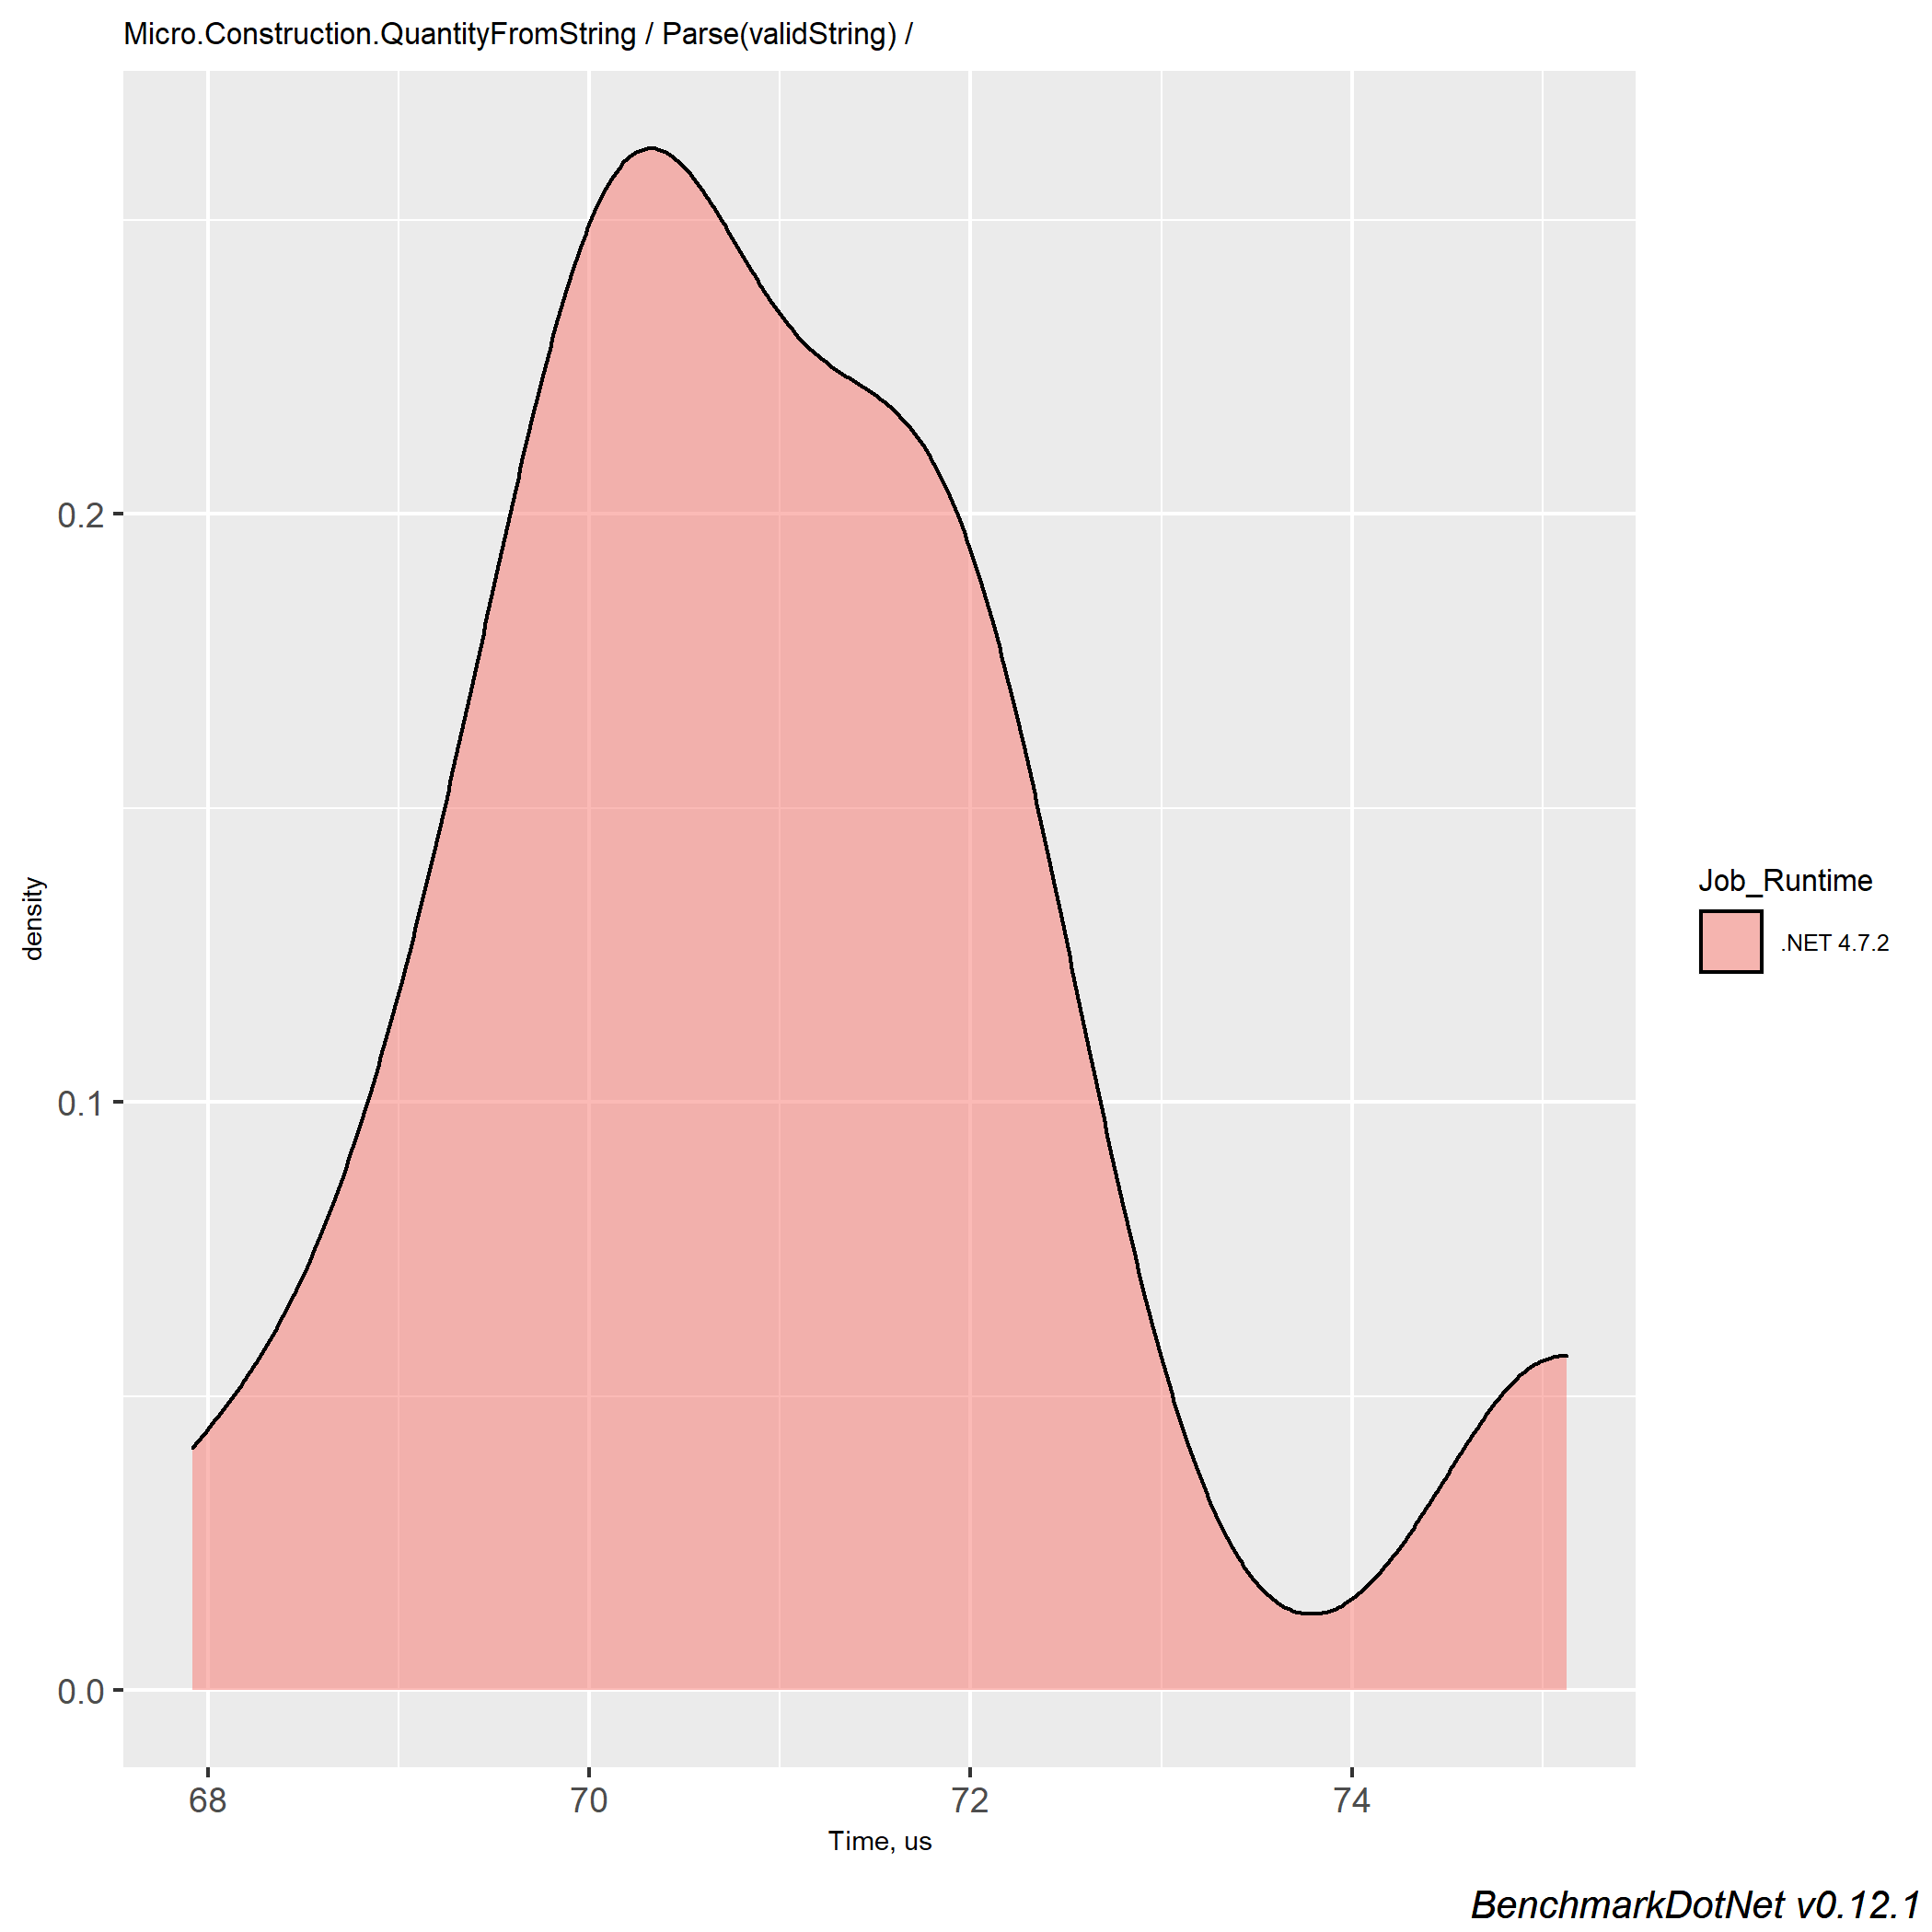 Micro.Construction.QuantityFromString / Parse(validString) /
density
0.2
0.1
0.0
68 70 72 74
Time, us
Job_Runtime
.NET 4.7.2
BenchmarkDotNet v0.12.1